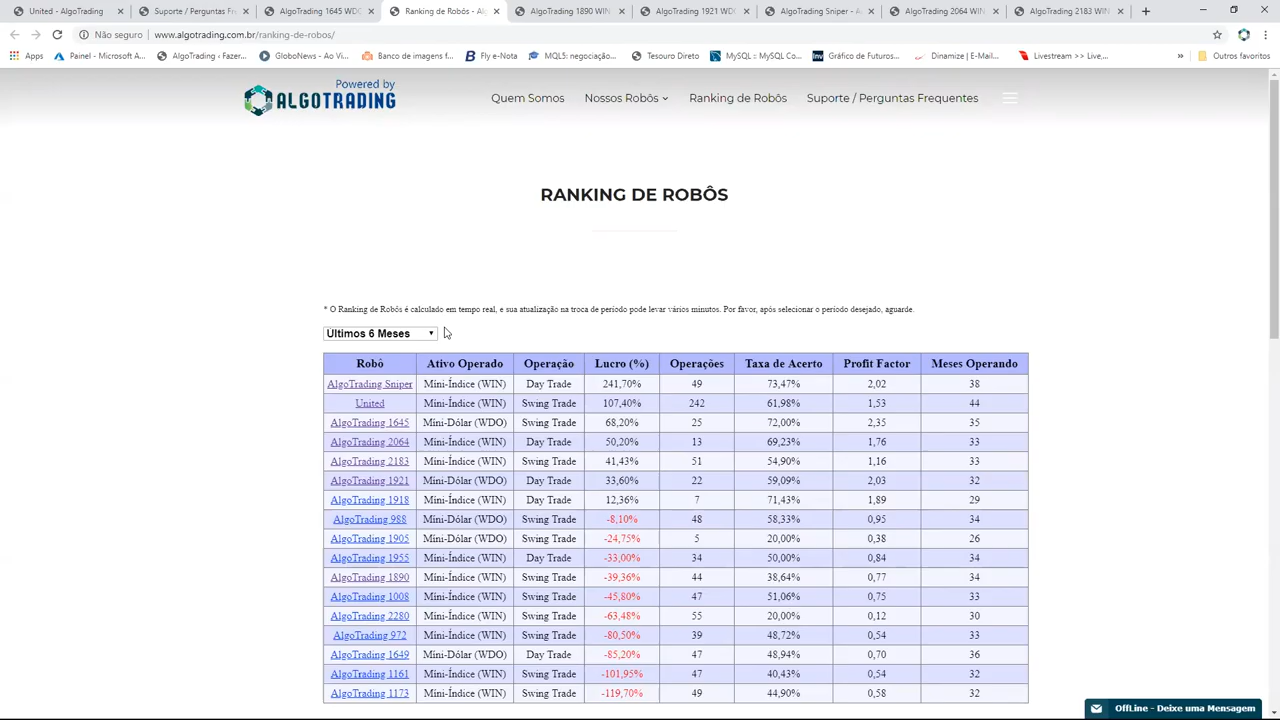 United - AlgoTrading
Suporte / Perguntas Fre
AlgoTrading 1645 WDO
Ranking de Robôs - Alg
AlgoTrading 1890 WIN
AlgoTrading 1921 WDO
AlgoTrading Sniper - A
AlgoTrading 2064 WIN
AlgoTrading 2183 WIN
Não seguro
www.algotrading.com.br/ranking-de-robos/
Apps
Painel - Microsoft A...
AlgoTrading ‹ Fazer...
GloboNews - Ao Vi...
Banco de imagens f...
Fly e-Nota
MQL5: negociação...
Tesouro Direto
MySQL :: MySQL Co...
Gráfico de Futuros...
Dinamize | E-Mail...
Livestream >> Live,...
»
Outros favoritos
Powered by
ALGOTRADING
Quem Somos
Nossos Robôs
Ranking de Robôs
Suporte / Perguntas Frequentes
RANKING DE ROBÔS
* O Ranking de Robôs é calculado em tempo real, e sua atualização na troca de período pode levar vários minutos. Por favor, após selecionar o período desejado, aguarde.
Ultimos 6 Meses
Robô Ativo Operado Operação Lucro (%) Operações Taxa de Acerto Profit Factor Meses Operando
AlgoTrading Sniper Mini-Índice (WIN) Day Trade 241,70% 49 73,47% 2,02 38
United Mini-Índice (WIN) Swing Trade 107,40% 242 61,98% 1,53 44
AlgoTrading 1645 Mini-Dólar (WDO) Swing Trade 68,20% 25 72,00% 2,35 35
AlgoTrading 2064 Mini-Índice (WIN) Day Trade 50,20% 13 69,23% 1,76 33
AlgoTrading 2183 Mini-Índice (WIN) Swing Trade 41,43% 51 54,90% 1,16 33
AlgoTrading 1921 Mini-Dólar (WDO) Day Trade 33,60% 22 59,09% 2,03 32
AlgoTrading 1918 Mini-Índice (WIN) Day Trade 12,36% 7 71,43% 1,89 29
AlgoTrading 988 Mini-Dólar (WDO) Swing Trade -8,10% 48 58,33% 0,95 34
AlgoTrading 1905 Mini-Dólar (WDO) Swing Trade -24,75% 5 20,00% 0,38 26
AlgoTrading 1955 Mini-Índice (WIN) Day Trade -33,00% 34 50,00% 0,84 34
AlgoTrading 1890 Mini-Índice (WIN) Swing Trade -39,36% 44 38,64% 0,77 34
AlgoTrading 1008 Mini-Índice (WIN) Swing Trade -45,80% 47 51,06% 0,75 33
AlgoTrading 2280 Mini-Índice (WIN) Swing Trade -63,48% 55 20,00% 0,12 30
AlgoTrading 972 Mini-Índice (WIN) Swing Trade -80,50% 39 48,72% 0,54 33
AlgoTrading 1649 Mini-Dólar (WDO) Day Trade -85,20% 47 48,94% 0,70 36
AlgoTrading 1161 Mini-Índice (WIN) Swing Trade -101,95% 47 40,43% 0,54 32
AlgoTrading 1173 Mini-Índice (WIN) Swing Trade -119,70% 49 44,90% 0,58 32
OffLine - Deixe uma Mensagem